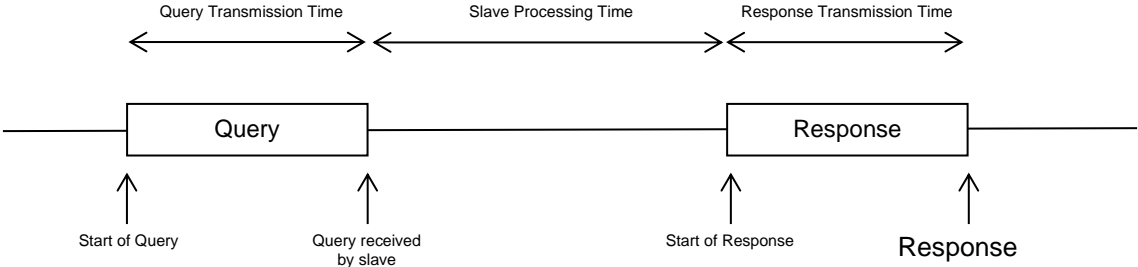 Query Transmission Time
Slave Processing Time
Response Transmission Time
Query
Response
Start of Query
Query received
by slave
Start of Response
Response